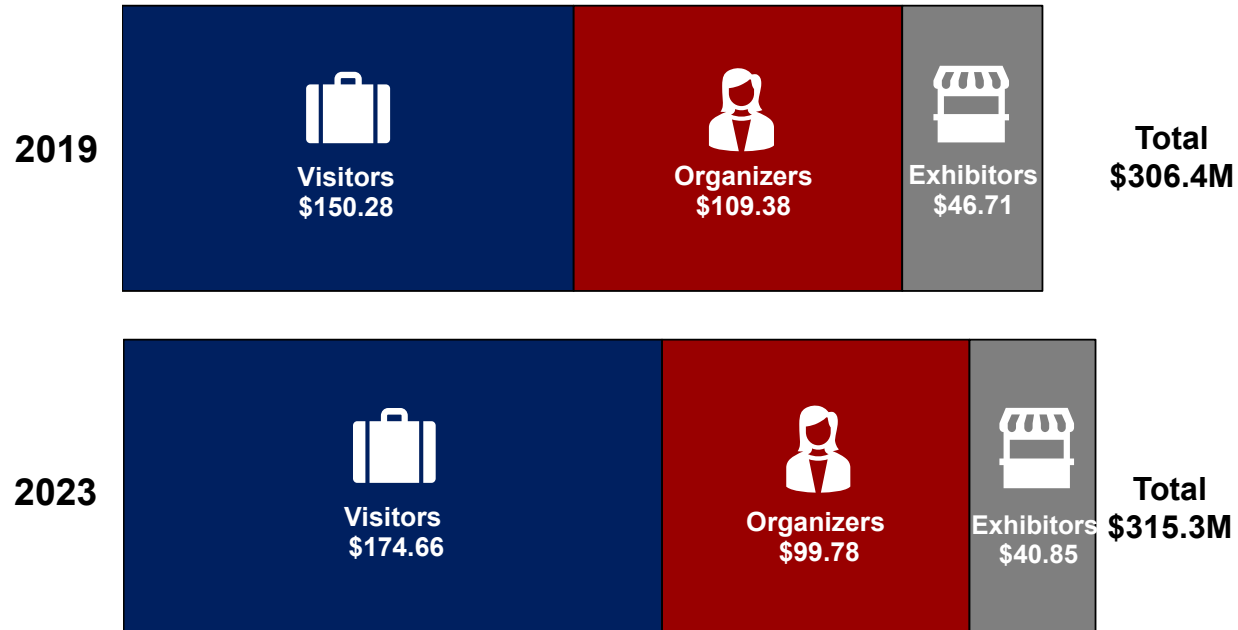 2019
Visitors
$150.28
Organizers
$109.38
Exhibitors
$46.71
Total
$306.4M
2023
Visitors
$174.66
Organizers
$99.78
Exhibitors
$40.85
Total
$315.3M